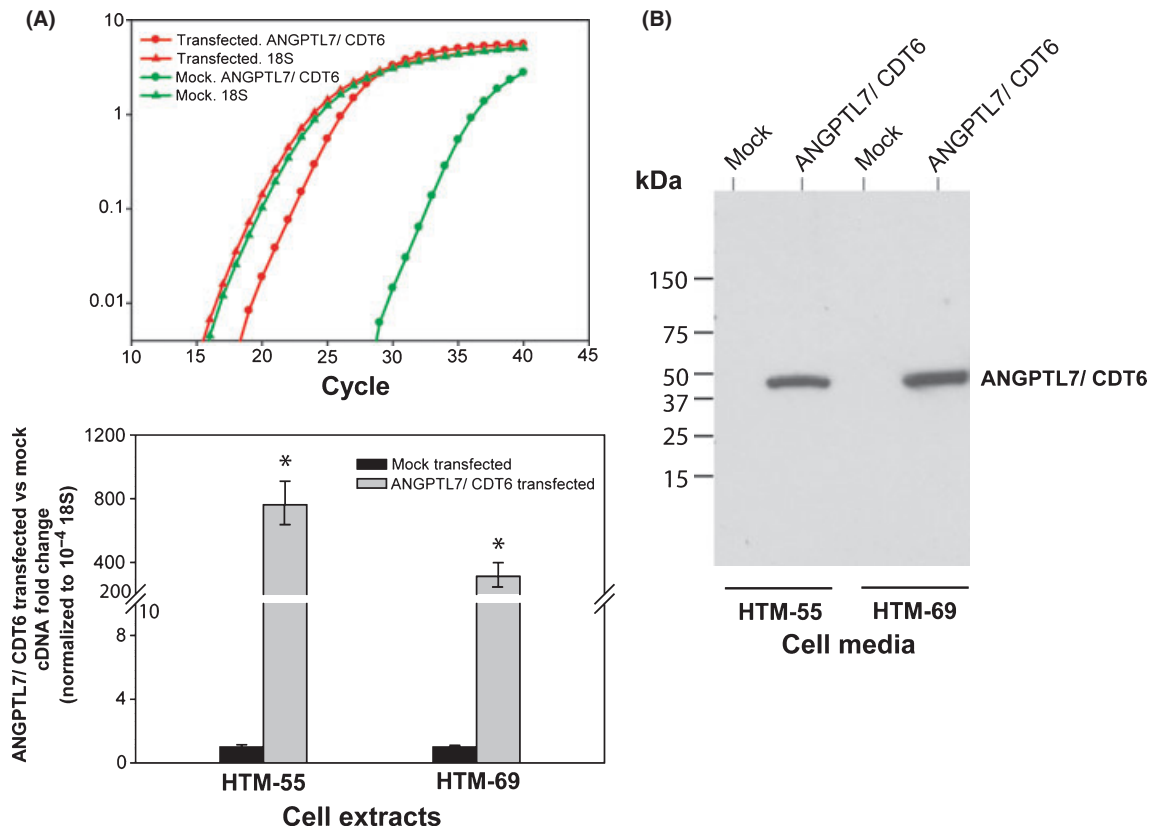 (A)
10
1
0.1
0.01
Transfected. ANGPTL7/ CDT6
Transfected. 18S
Mock. ANGPTL7/ CDT6
Mock. 18S
10 15 20 25 30 35 40 45
Cycle
ANGPTL7/ CDT6 transfected vs mock
cDNA fold change
(normalized to 10⁻⁴ 18S)
1200
800
400
200
10
8
4
0
Mock transfected
ANGPTL7/ CDT6 transfected
*
*
HTM-55 HTM-69
Cell extracts
(B)
Mock
ANGPTL7/ CDT6
Mock
ANGPTL7/ CDT6
kDa
150
75
50
37
25
15
ANGPTL7/ CDT6
HTM-55 HTM-69
Cell media